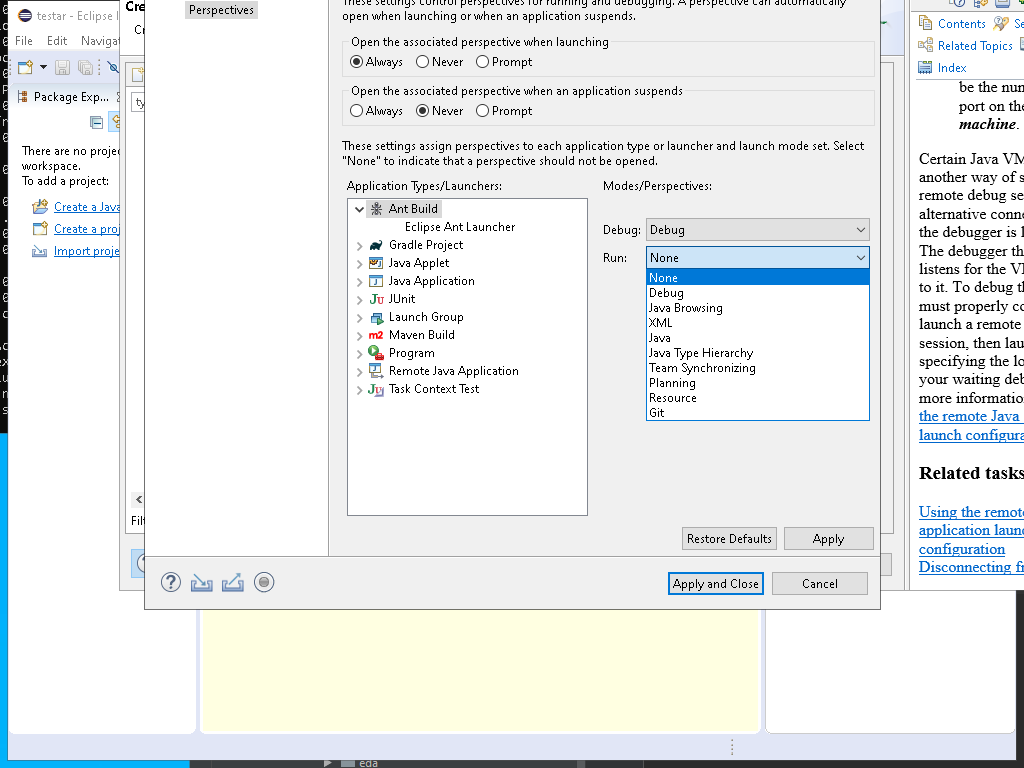 testar - Eclipse I
File Edit Navigat
Package Exp...
There are no proje
workspace.
To add a project:
Create a Java
Create a proj
Import proje
Cre
Perspectives
These settings control perspectives for running and debugging. A perspective can automatically
open when launching or when an application suspends.
Open the associated perspective when launching
Always Never Prompt
Open the associated perspective when an application suspends
Always Never Prompt
These settings assign perspectives to each application type or launcher and launch mode set. Select
"None" to indicate that a perspective should not be opened.
Application Types/Launchers:
Ant Build
Eclipse Ant Launcher
Gradle Project
Java Applet
Java Application
JUnit
Launch Group
Maven Build
Program
Remote Java Application
Task Context Test
Modes/Perspectives:
Debug: Debug
Run: None
None
Debug
Java Browsing
XML
Java
Java Type Hierarchy
Team Synchronizing
Planning
Resource
Git
Restore Defaults Apply
Apply and Close Cancel
Contents Se
Related Topics
Index
be the num
port on the
machine.
Certain Java VM
another way of s
remote debug se
alternative conne
the debugger is l
The debugger th
listens for the VM
to it. To debug th
must properly co
launch a remote
session, then lau
specifying the lo
your waiting deb
more information
the remote Java
launch configura
Related tasks
Using the remote
application launc
configuration
Disconnecting fr
eda